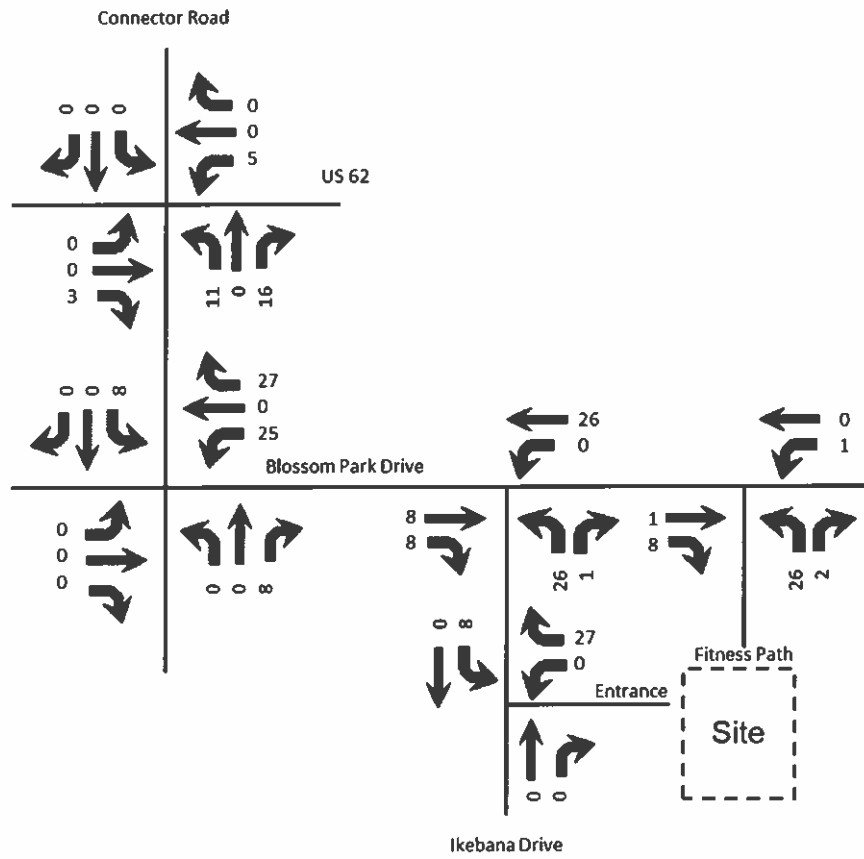 Connector Road
0 0 0
0
0
5
US 62
0
0
3
11 0 16
0 0 8
27
0
25
Blossom Park Drive
26
0
0
1
0
0
0
0 0 8
8
8
26 1
1
8
26 2
0 8
27
0
Entrance
Fitness Path
Site
0 0
Ikebana Drive